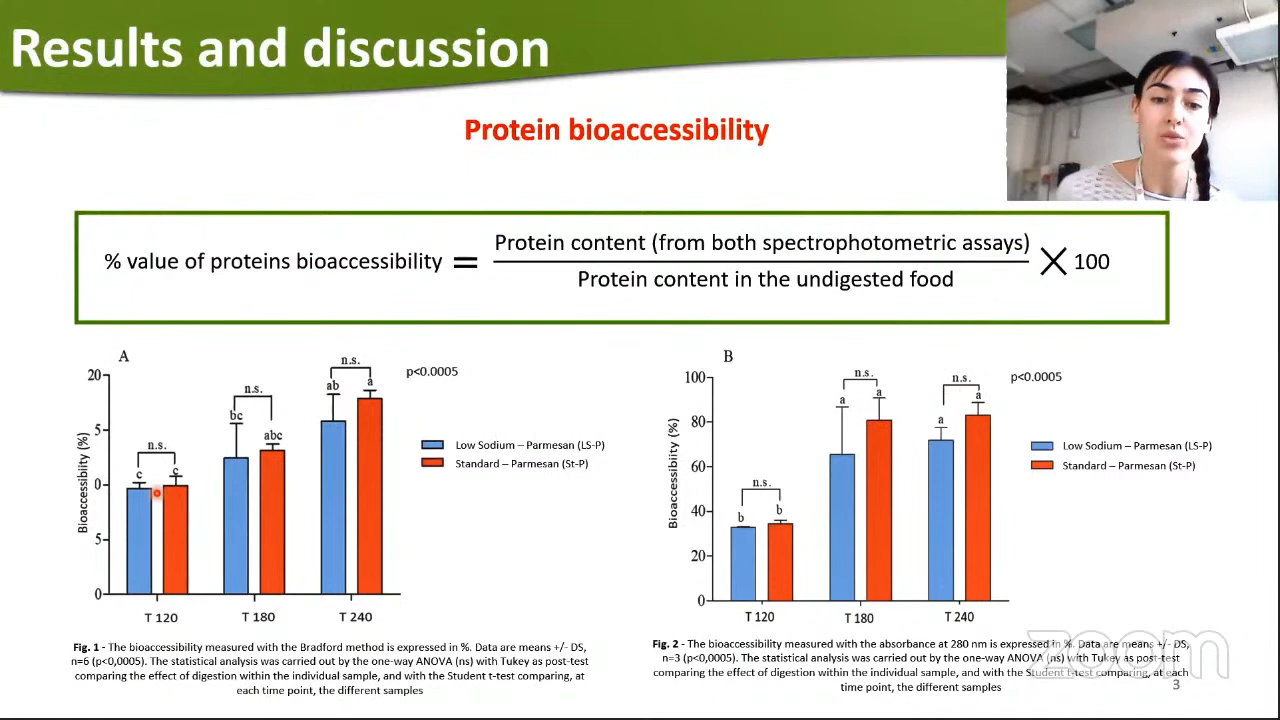 Results and discussion
Protein bioaccessibility
% value of proteins bioaccessibility = Protein content (from both spectrophotometric assays) × 100
Protein content in the undigested food
A
20
5
0
5
0
Bioaccessibiity (%)
n.s.
c
c
n.s.
bc
abc
n.s.
ab
a
p<0.0005
T 120
T 180
T 240
Low Sodium – Parmesan (LS-P)
Standard – Parmesan (St-P)
Fig. 1 - The bioaccessibility measured with the Bradford method is expressed in %. Data are means +/- DS,
n=6 (p<0,0005). The statistical analysis was carried out by the one-way ANOVA (ns) with Tukey as post-test
comparing the effect of digestion within the individual sample, and with the Student t-test comparing, at
each time point, the different samples
B
100
80
60
40
20
0
Bioaccessibiity (%)
n.s.
b
b
n.s.
a
a
n.s.
a
a
p<0.0005
T 120
T 180
T 240
Low Sodium – Parmesan (LS-P)
Standard – Parmesan (St-P)
Fig. 2 - The bioaccessibility measured with the absorbance at 280 nm is expressed in %. Data are means +/- DS,
n=3 (p<0,0005). The statistical analysis was carried out by the one-way ANOVA (ns) with Tukey as post-test
comparing the effect of digestion within the individual sample, and with the Student t-test comparing, at each
time point, the different samples
zoom
3